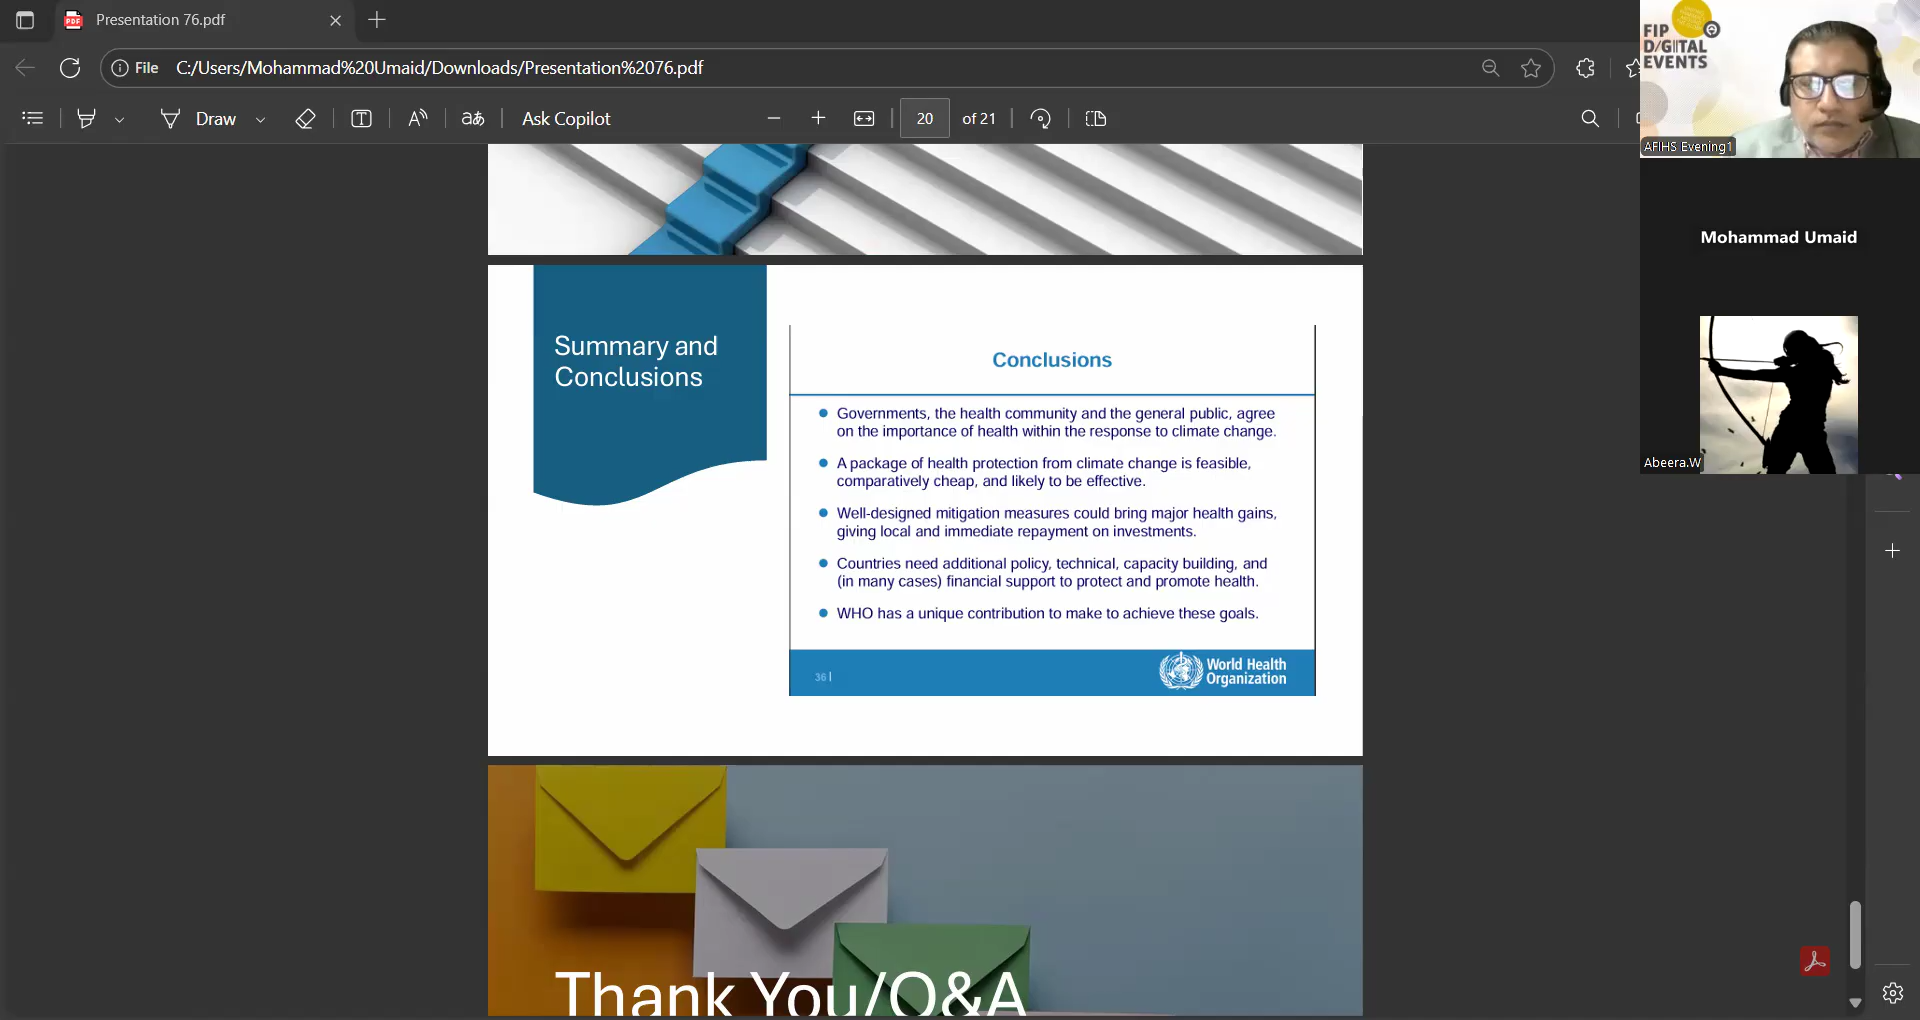 Presentation 76.pdf
File
C:/Users/Mohammad%20Umaid/Downloads/Presentation%2076.pdf
Draw
Ask Copilot
20 of 21
FIP
DIGITAL
EVENTS
AFIHS Evening1
Mohammad Umaid
Abeera.W
Summary and
Conclusions
Conclusions
Governments, the health community and the general public, agree
on the importance of health within the response to climate change.
A package of health protection from climate change is feasible,
comparatively cheap, and likely to be effective.
Well-designed mitigation measures could bring major health gains,
giving local and immediate repayment on investments.
Countries need additional policy, technical, capacity building, and
(in many cases) financial support to protect and promote health.
WHO has a unique contribution to make to achieve these goals.
36 |
World Health
Organization
Thank You/Q&A